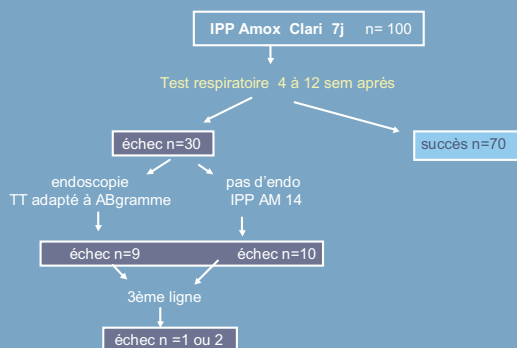 IPP Amox Clari 7j n= 100
Test respiratoire 4 à 12 sem après
échec n=30
succès n=70
endoscopie
TT adapté à ABgramme
pas d'endo
IPP AM 14
échec n=9
échec n=10
3ème ligne
échec n =1 ou 2